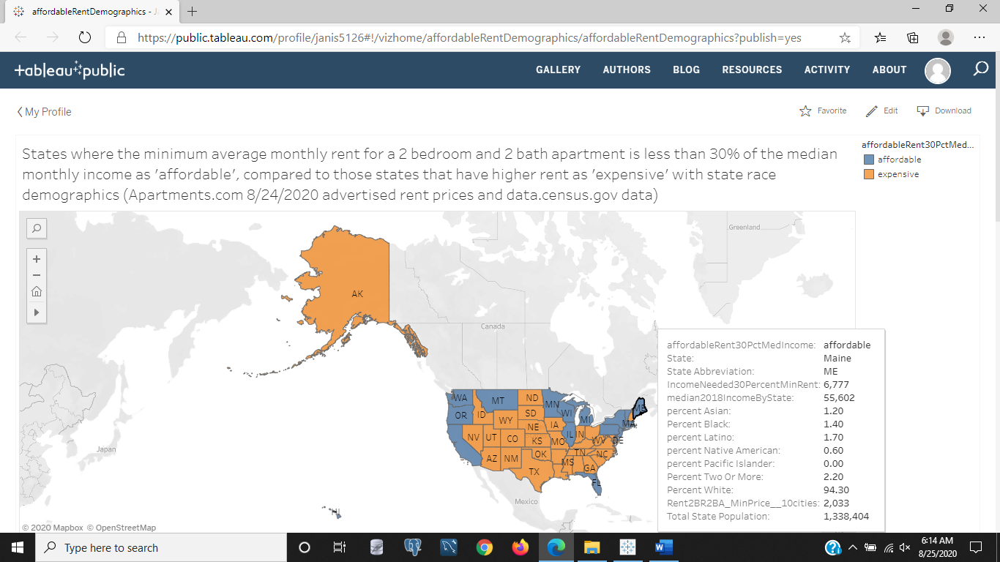 affordableRentDemographics - J
https://public.tableau.com/profile/janis5126#!/vizhome/affordableRentDemographics/affordableRentDemographics?publish=yes
tableau public
GALLERY AUTHORS BLOG RESOURCES ACTIVITY ABOUT
My Profile
Favorite Edit Download
States where the minimum average monthly rent for a 2 bedroom and 2 bath apartment is less than 30% of the median
monthly income as 'affordable', compared to those states that have higher rent as 'expensive' with state race
demographics (Apartments.com 8/24/2020 advertised rent prices and data.census.gov data)
affordableRent30PctMed...
affordable
expensive
Greenland
AK
Canada
Japan
Mexico
WA MT ND MN ME
OR ID SD WI MI MA
WY NE IA
NV UT CO KS MO IL IN WV DE
AZ NM OK TN NC
TX MS GA
FL
HI
affordableRent30PctMedIncome: affordable
State: Maine
State Abbreviation: ME
IncomeNeeded30PercentMinRent: 6,777
median2018IncomeByState: 55,602
percent Asian: 1.20
Percent Black: 1.40
percent Latino: 1.70
percent Native American: 0.60
percent Pacific Islander: 0.00
Percent Two Or More: 2.20
Percent White: 94.30
Rent2BR2BA_MinPrice__10cities: 2,033
Total State Population: 1,338,404
© 2020 Mapbox © OpenStreetMap
Type here to search
6:14 AM
8/25/2020